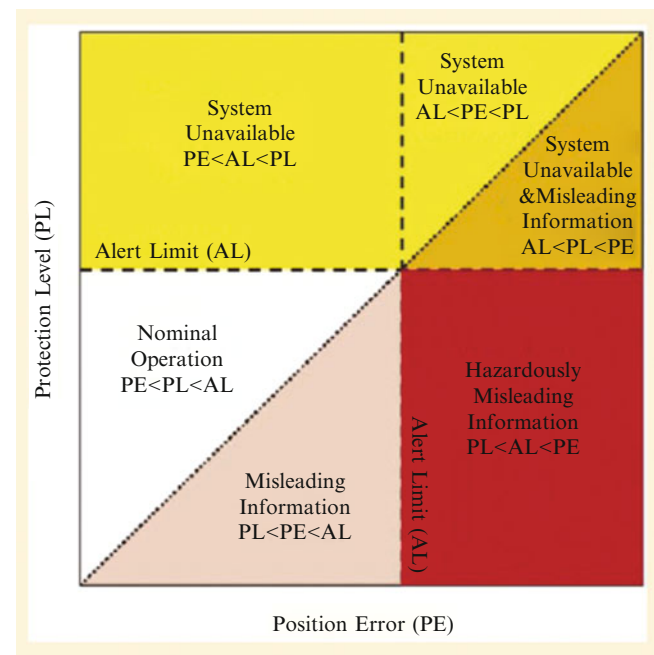 System
Unavailable
PE<AL<PL
System
Unavailable
AL<PE<PL
System
Unavailable
&Misleading
Information
AL<PL<PE
Alert Limit (AL)
Protection Level (PL)
Nominal
Operation
PE<PL<AL
Hazardously
Misleading
Information
PL<AL<PE
Misleading
Information
PL<PE<AL
Alert Limit (AL)
Position Error (PE)